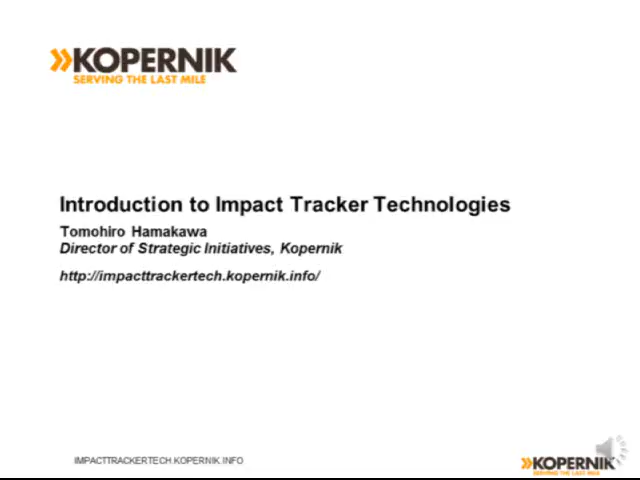 KOPERNIK
SERVING THE LAST MILE
Introduction to Impact Tracker Technologies
Tomohiro Hamakawa
Director of Strategic Initiatives, Kopernik
http://impacttrackertech.kopernik.info/
IMPACTTRACKERTECH.KOPERNIK.INFO
KOPERNIK
SERVING THE LAST MILE